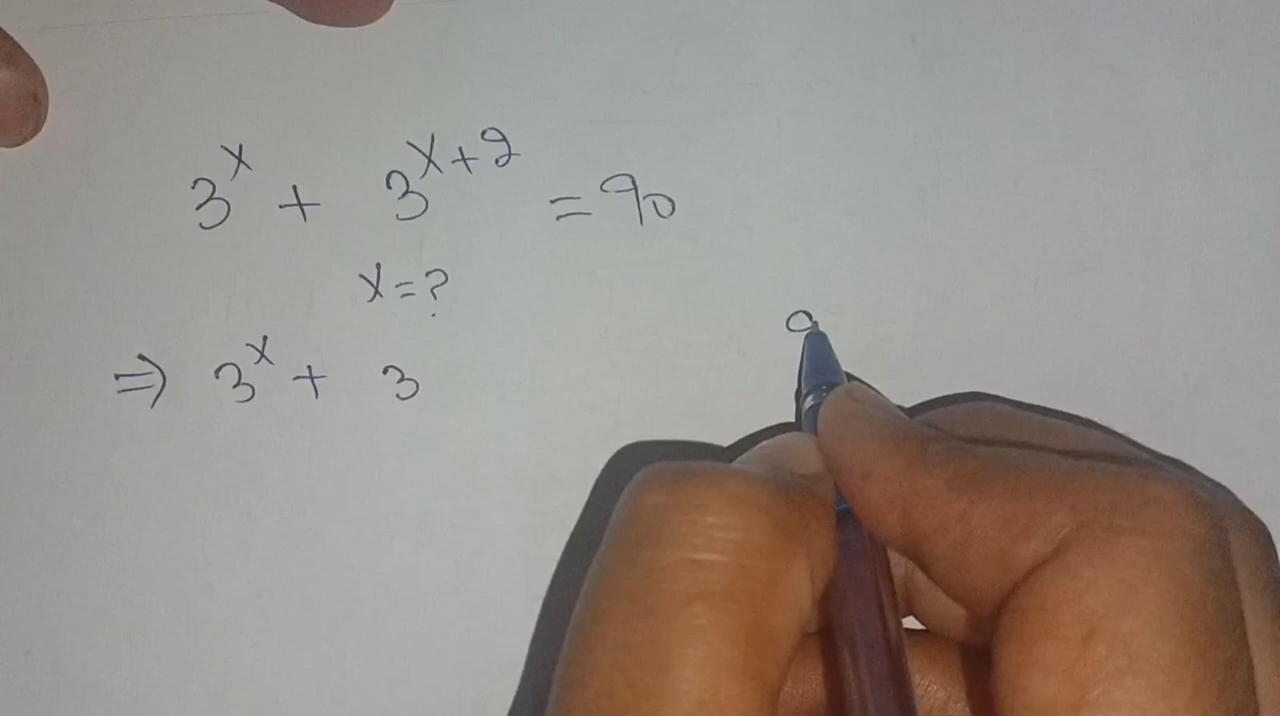 3^x + 3^{x+2} = 90
x = ?
⇒ 3^x + 3